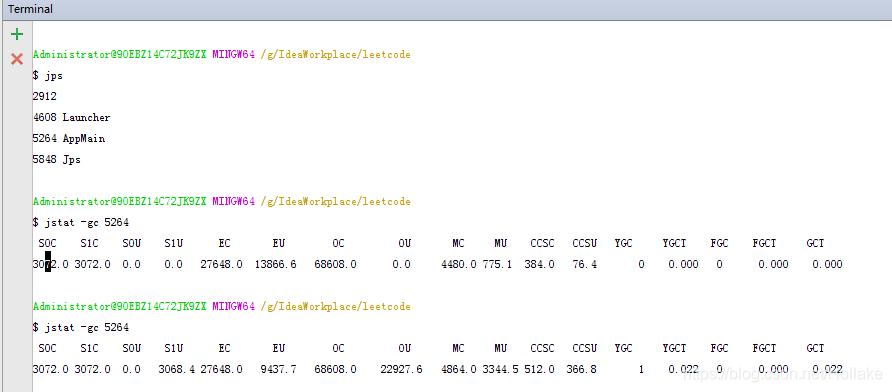 Terminal
Administrator@90EBZ14C72JK9ZX MINGW64 /g/IdeaWorkplace/leetcode
$ jps
2912
4608 Launcher
5264 AppMain
5848 Jps
Administrator@90EBZ14C72JK9ZX MINGW64 /g/IdeaWorkplace/leetcode
$ jstat -gc 5264
S0C S1C S0U S1U EC EU OC OU MC MU CCSC CCSU YGC YGCT FGC FGCT GCT
3072.0 3072.0 0.0 0.0 27648.0 13866.6 68608.0 0.0 4480.0 775.1 384.0 76.4 0 0.000 0 0.000 0.000
Administrator@90EBZ14C72JK9ZX MINGW64 /g/IdeaWorkplace/leetcode
$ jstat -gc 5264
S0C S1C S0U S1U EC EU OC OU MC MU CCSC CCSU YGC YGCT FGC FGCT GCT
3072.0 3072.0 0.0 3068.4 27648.0 9437.7 68608.0 22927.6 4864.0 3344.5 512.0 366.8 1 0.022 0 0.000 0.022